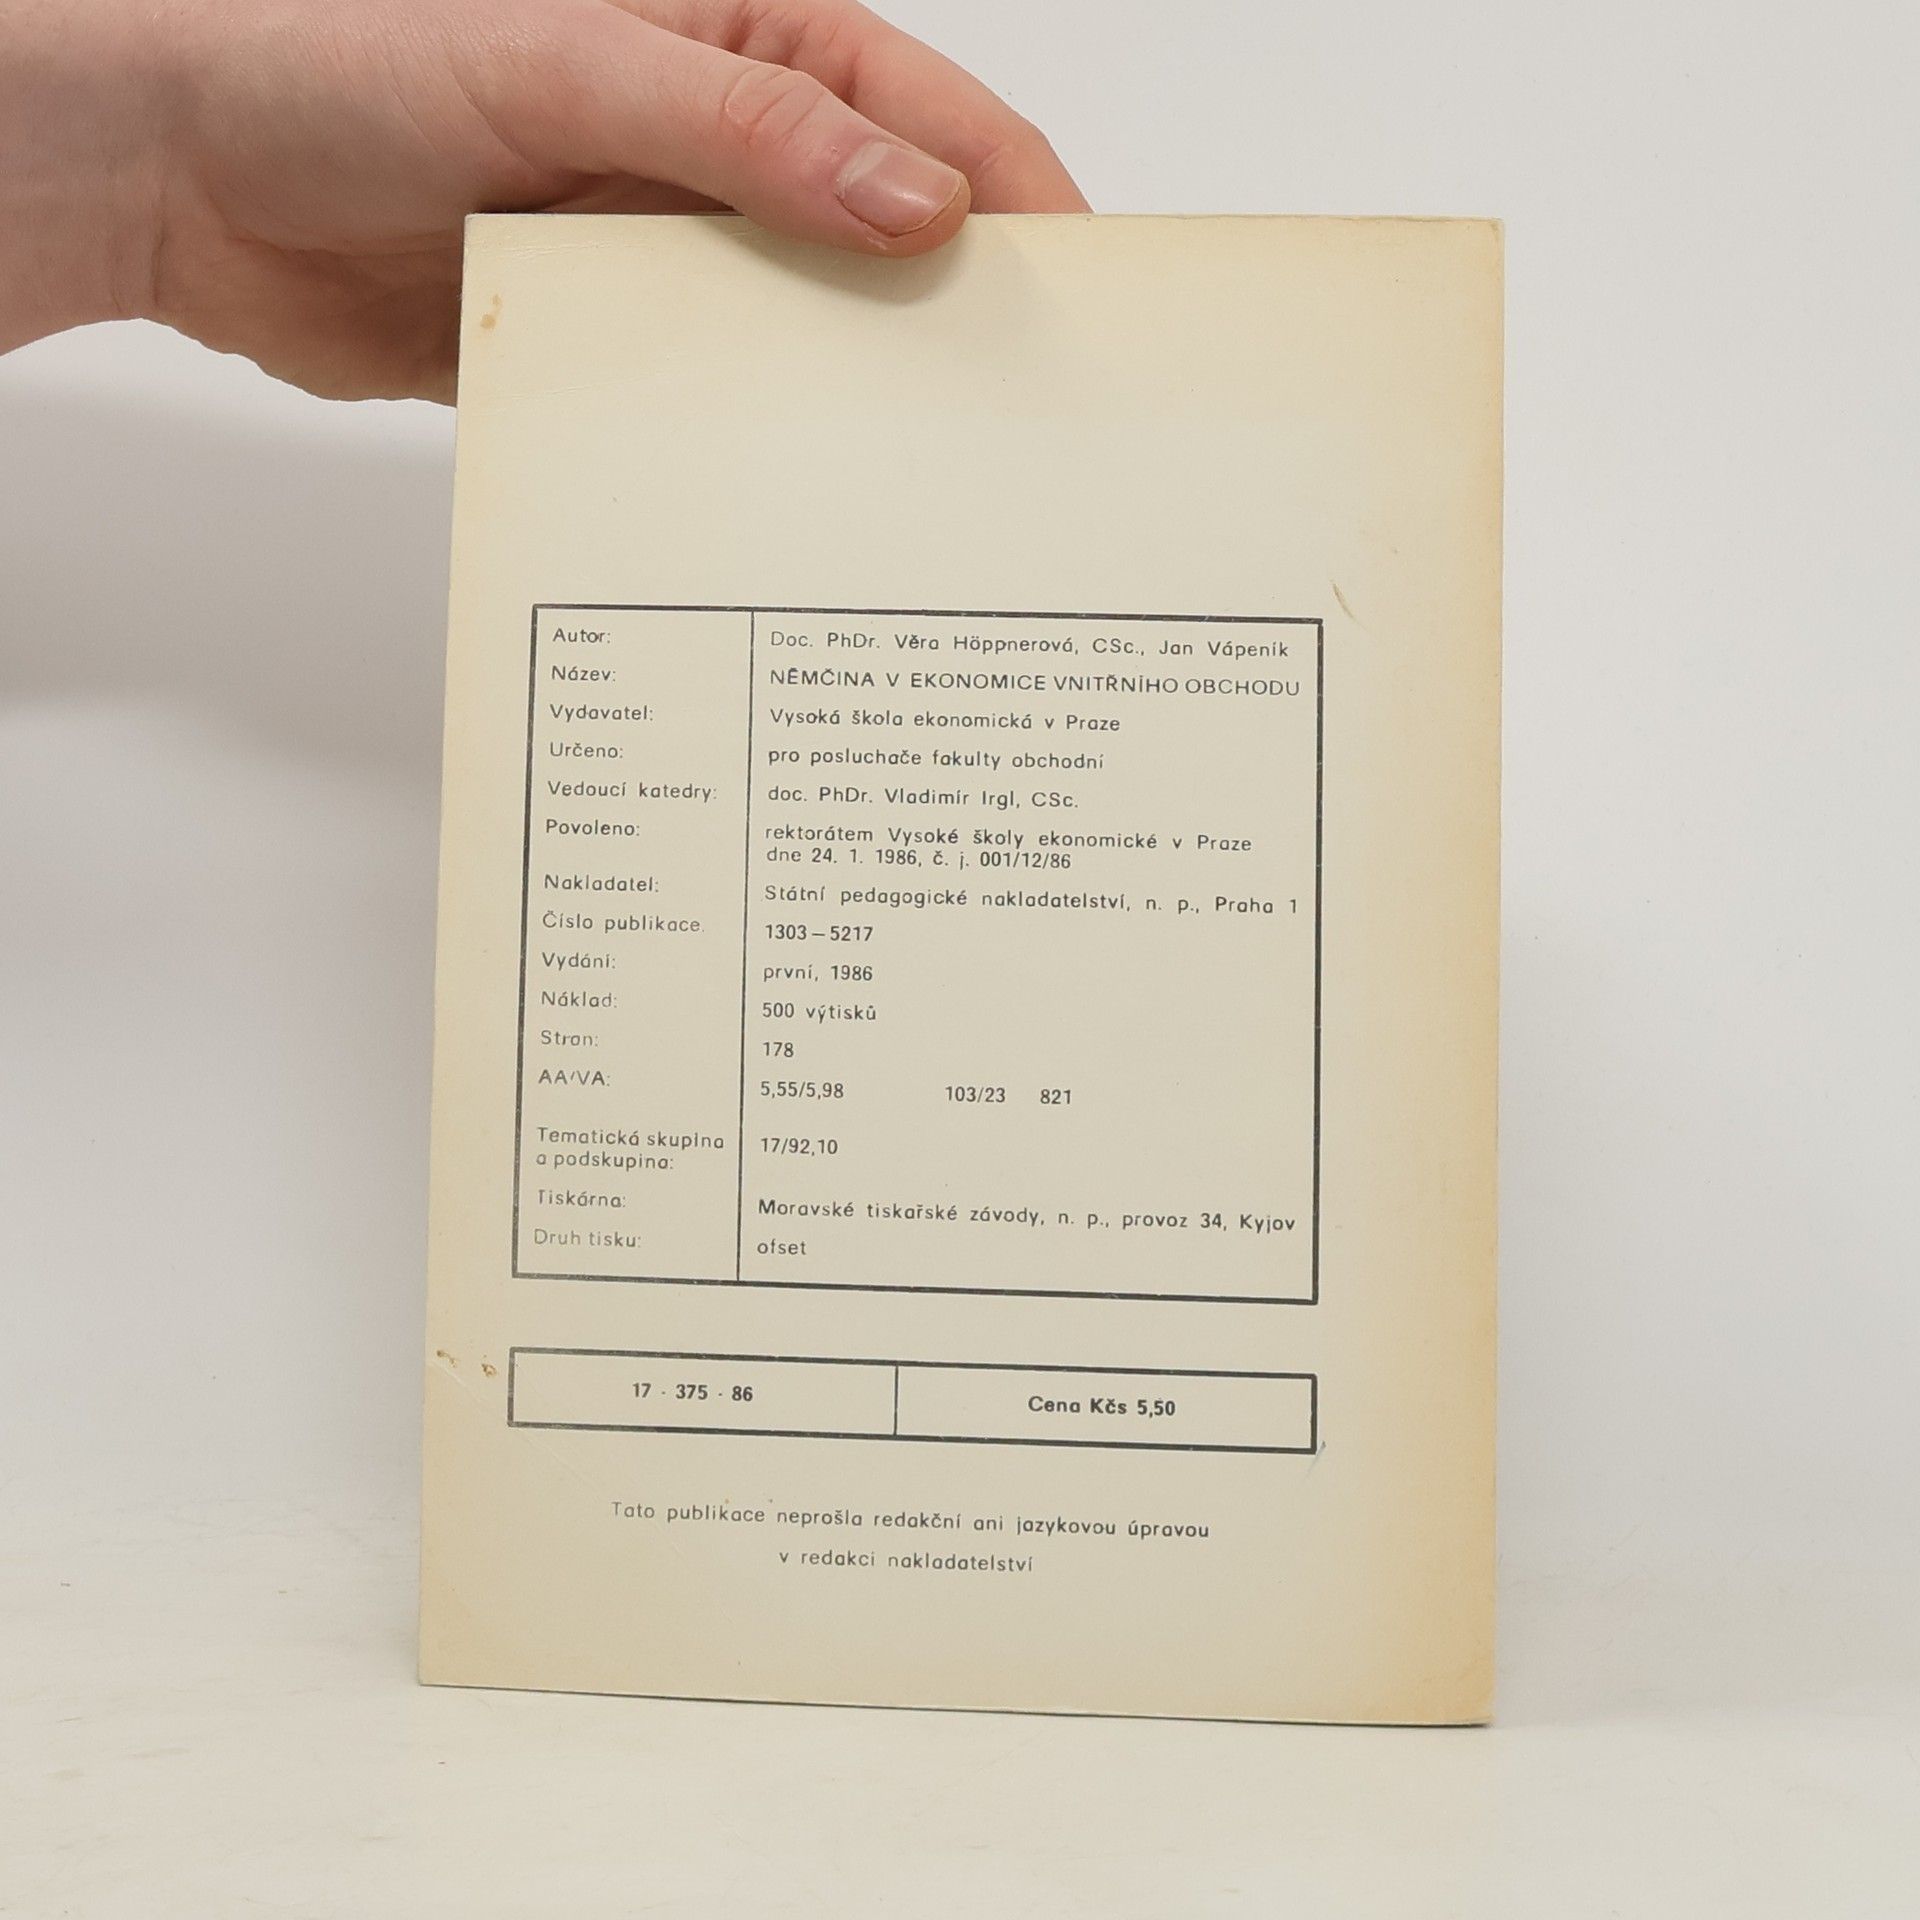 Autor: Doc. PhDr. Věra Höppnerová, CSc., Jan Vápeník
Název: NĚMČINA V EKONOMICE VNITŘNÍHO OBCHODU
Vydavatel: Vysoká škola ekonomická v Praze
Určeno: pro posluchače fakulty obchodní
Vedoucí katedry: doc. PhDr. Vladimír Irgl, CSc.
Povoleno: rektorátem Vysoké školy ekonomické v Praze
dne 24. 1. 1986, č. j. 001/12/86
Nakladatel: Státní pedagogické nakladatelství, n. p., Praha 1
Číslo publikace. 1303 – 5217
Vydání: první, 1986
Náklad: 500 výtisků
Stran: 178
AA/VA: 5,55/5,98 103/23 821
Tematická skupina
a podskupina: 17/92,10
Tiskárna: Moravské tiskařské závody, n. p., provoz 34, Kyjov
Druh tisku: ofset
17 - 375 - 86 Cena Kčs 5,50
Tato publikace neprošla redakční ani jazykovou úpravou
v redakci nakladatelství